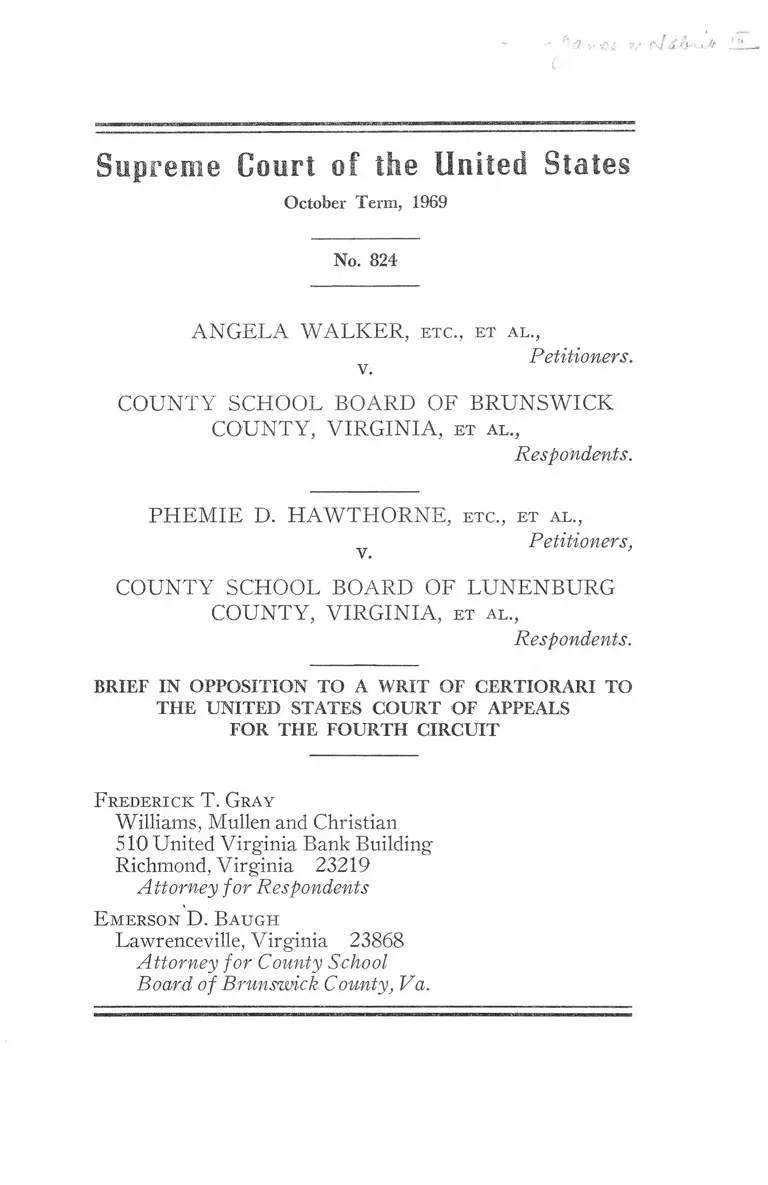 James M Nabrit III
Supreme Court of the United States
October Term, 1969
No. 824
ANGELA WALKER, ETC., ET AL.,
Petitioners.
v.
COUNTY SCHOOL BOARD OF BRUNSWICK
COUNTY, VIRGINIA, ET AL.,
Respondents.
PHEMIE D. HAWTHORNE, ETC., ET AL.,
Petitioners,
v.
COUNTY SCHOOL BOARD OF LUNENBURG
COUNTY, VIRGINIA, ET AL.,
Respondents.
BRIEF IN OPPOSITION TO A WRIT OF CERTIORARI TO
THE UNITED STATES COURT OF APPEALS
FOR THE FOURTH CIRCUIT
FREDERICK T. GRAY
Williams, Mullen and Christian
510 United Virginia Bank Building
Richmond, Virginia 23219
Attorney for Respondents
EMERSON D. BAUGH
Lawrenceville, Virginia 23868
Attorney for County School
Board of Brunswick County, Va.